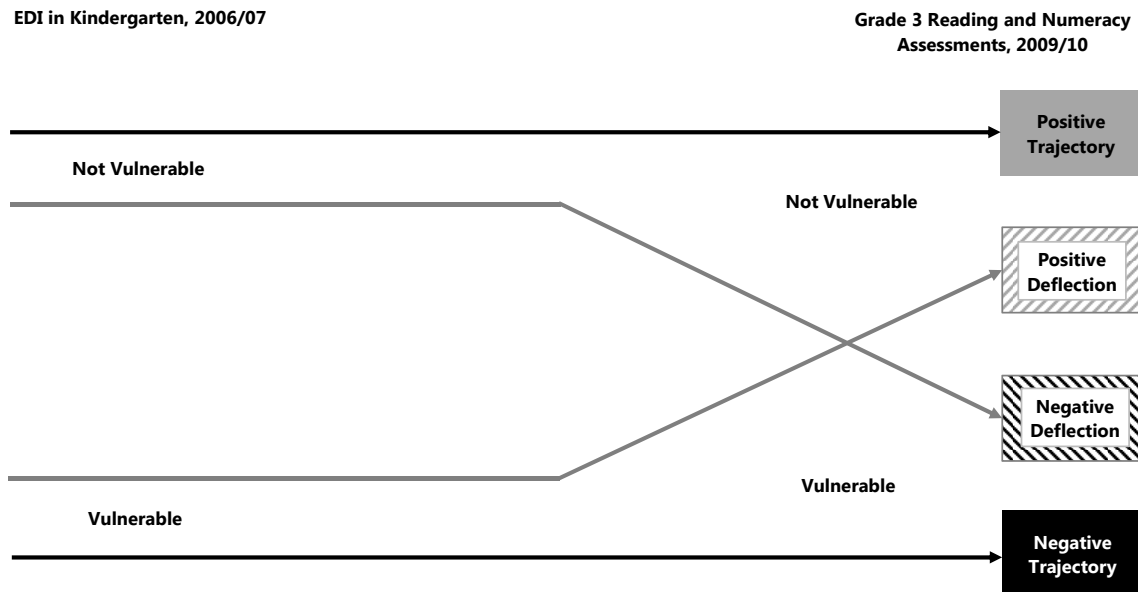 EDI in Kindergarten, 2006/07
Grade 3 Reading and Numeracy
Assessments, 2009/10
Positive
Trajectory
Not Vulnerable
Not Vulnerable
Positive
Deflection
Negative
Deflection
Vulnerable
Vulnerable
Negative
Trajectory